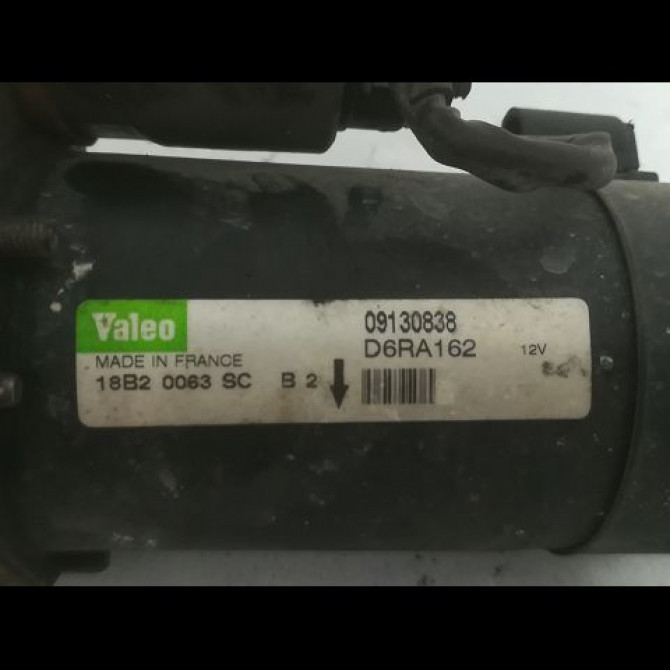 Valeo
MADE IN FRANCE
18B2 0063 SC B 2
09130838
D6RA162 12V